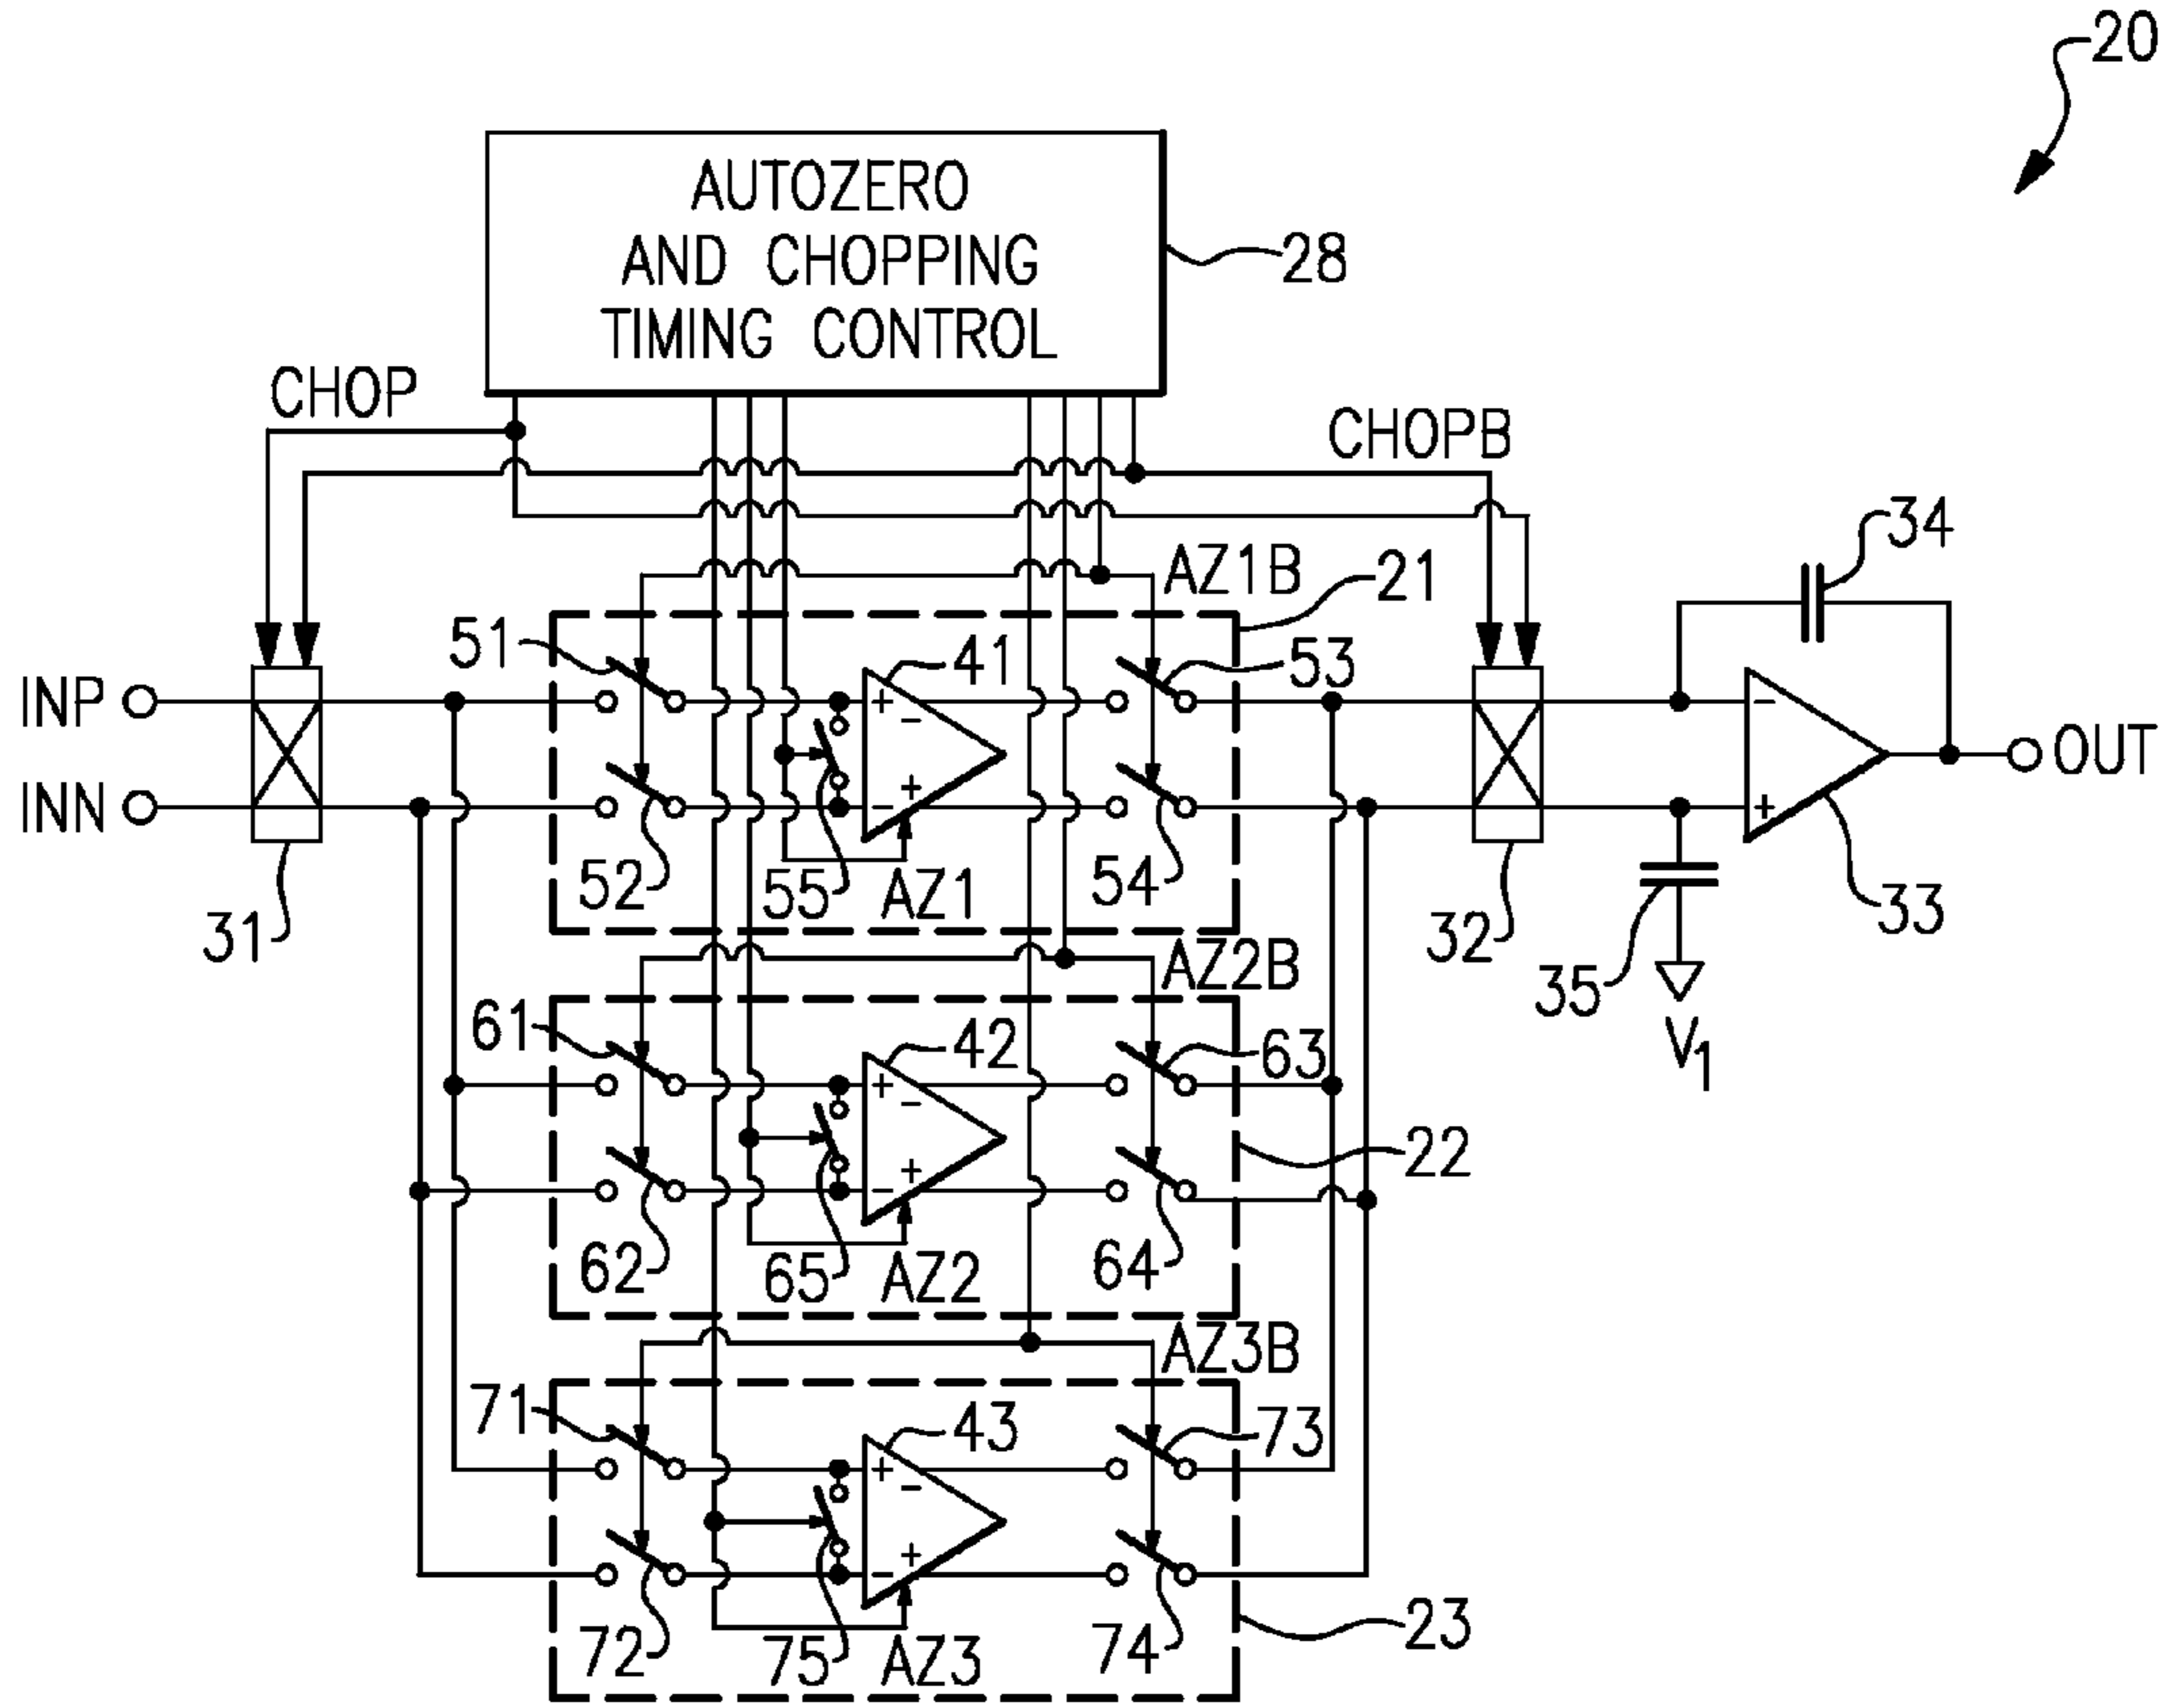 20
AUTOZERO
AND CHOPPING
TIMING CONTROL
28
CHOP
CHOPB
34
AZ1B
21
51
41
53
INP
+
−
−
OUT
INN
+
−
+
52
55
AZ1
54
31
32
33
35
V1
AZ2B
61
42
63
+
−
22
+
−
62
65
AZ2
64
AZ3B
71
43
73
+
−
+
−
23
72
75
AZ3
74